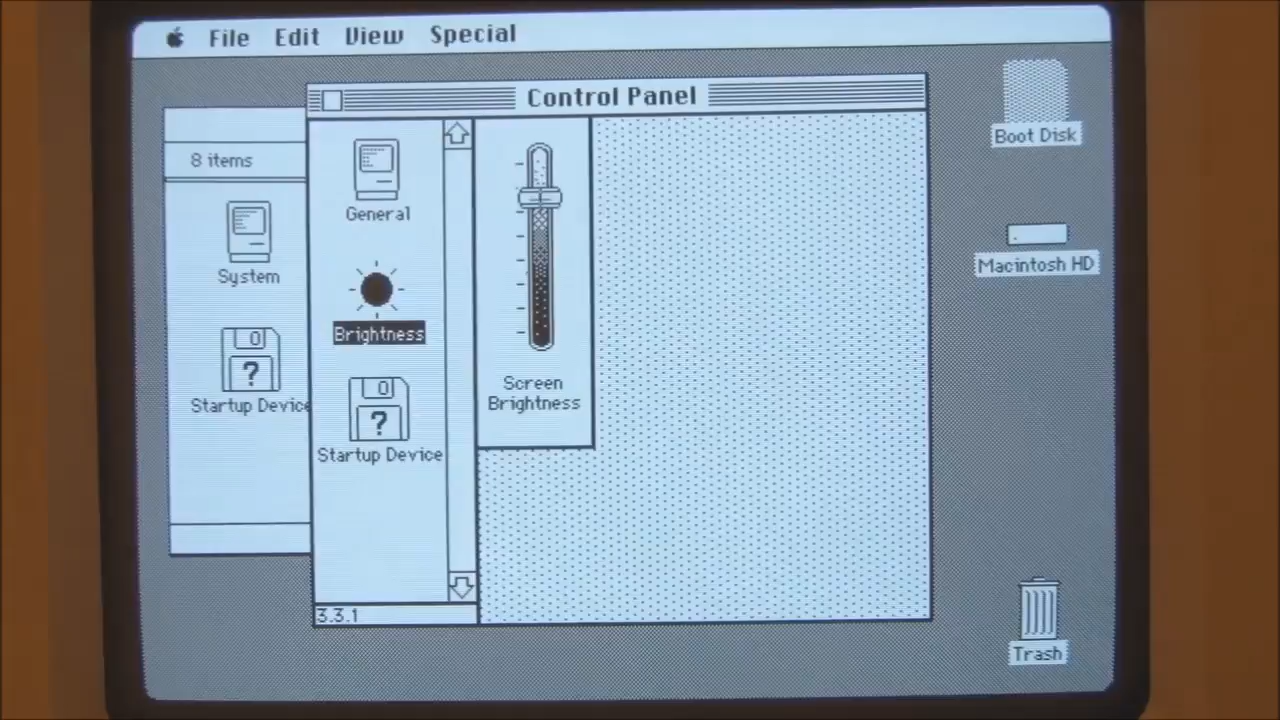 File Edit View Special
Control Panel
8 items
System
Startup Device
General
Brightness
Startup Device
3.3.1
Screen
Brightness
Boot Disk
Macintosh HD
Trash